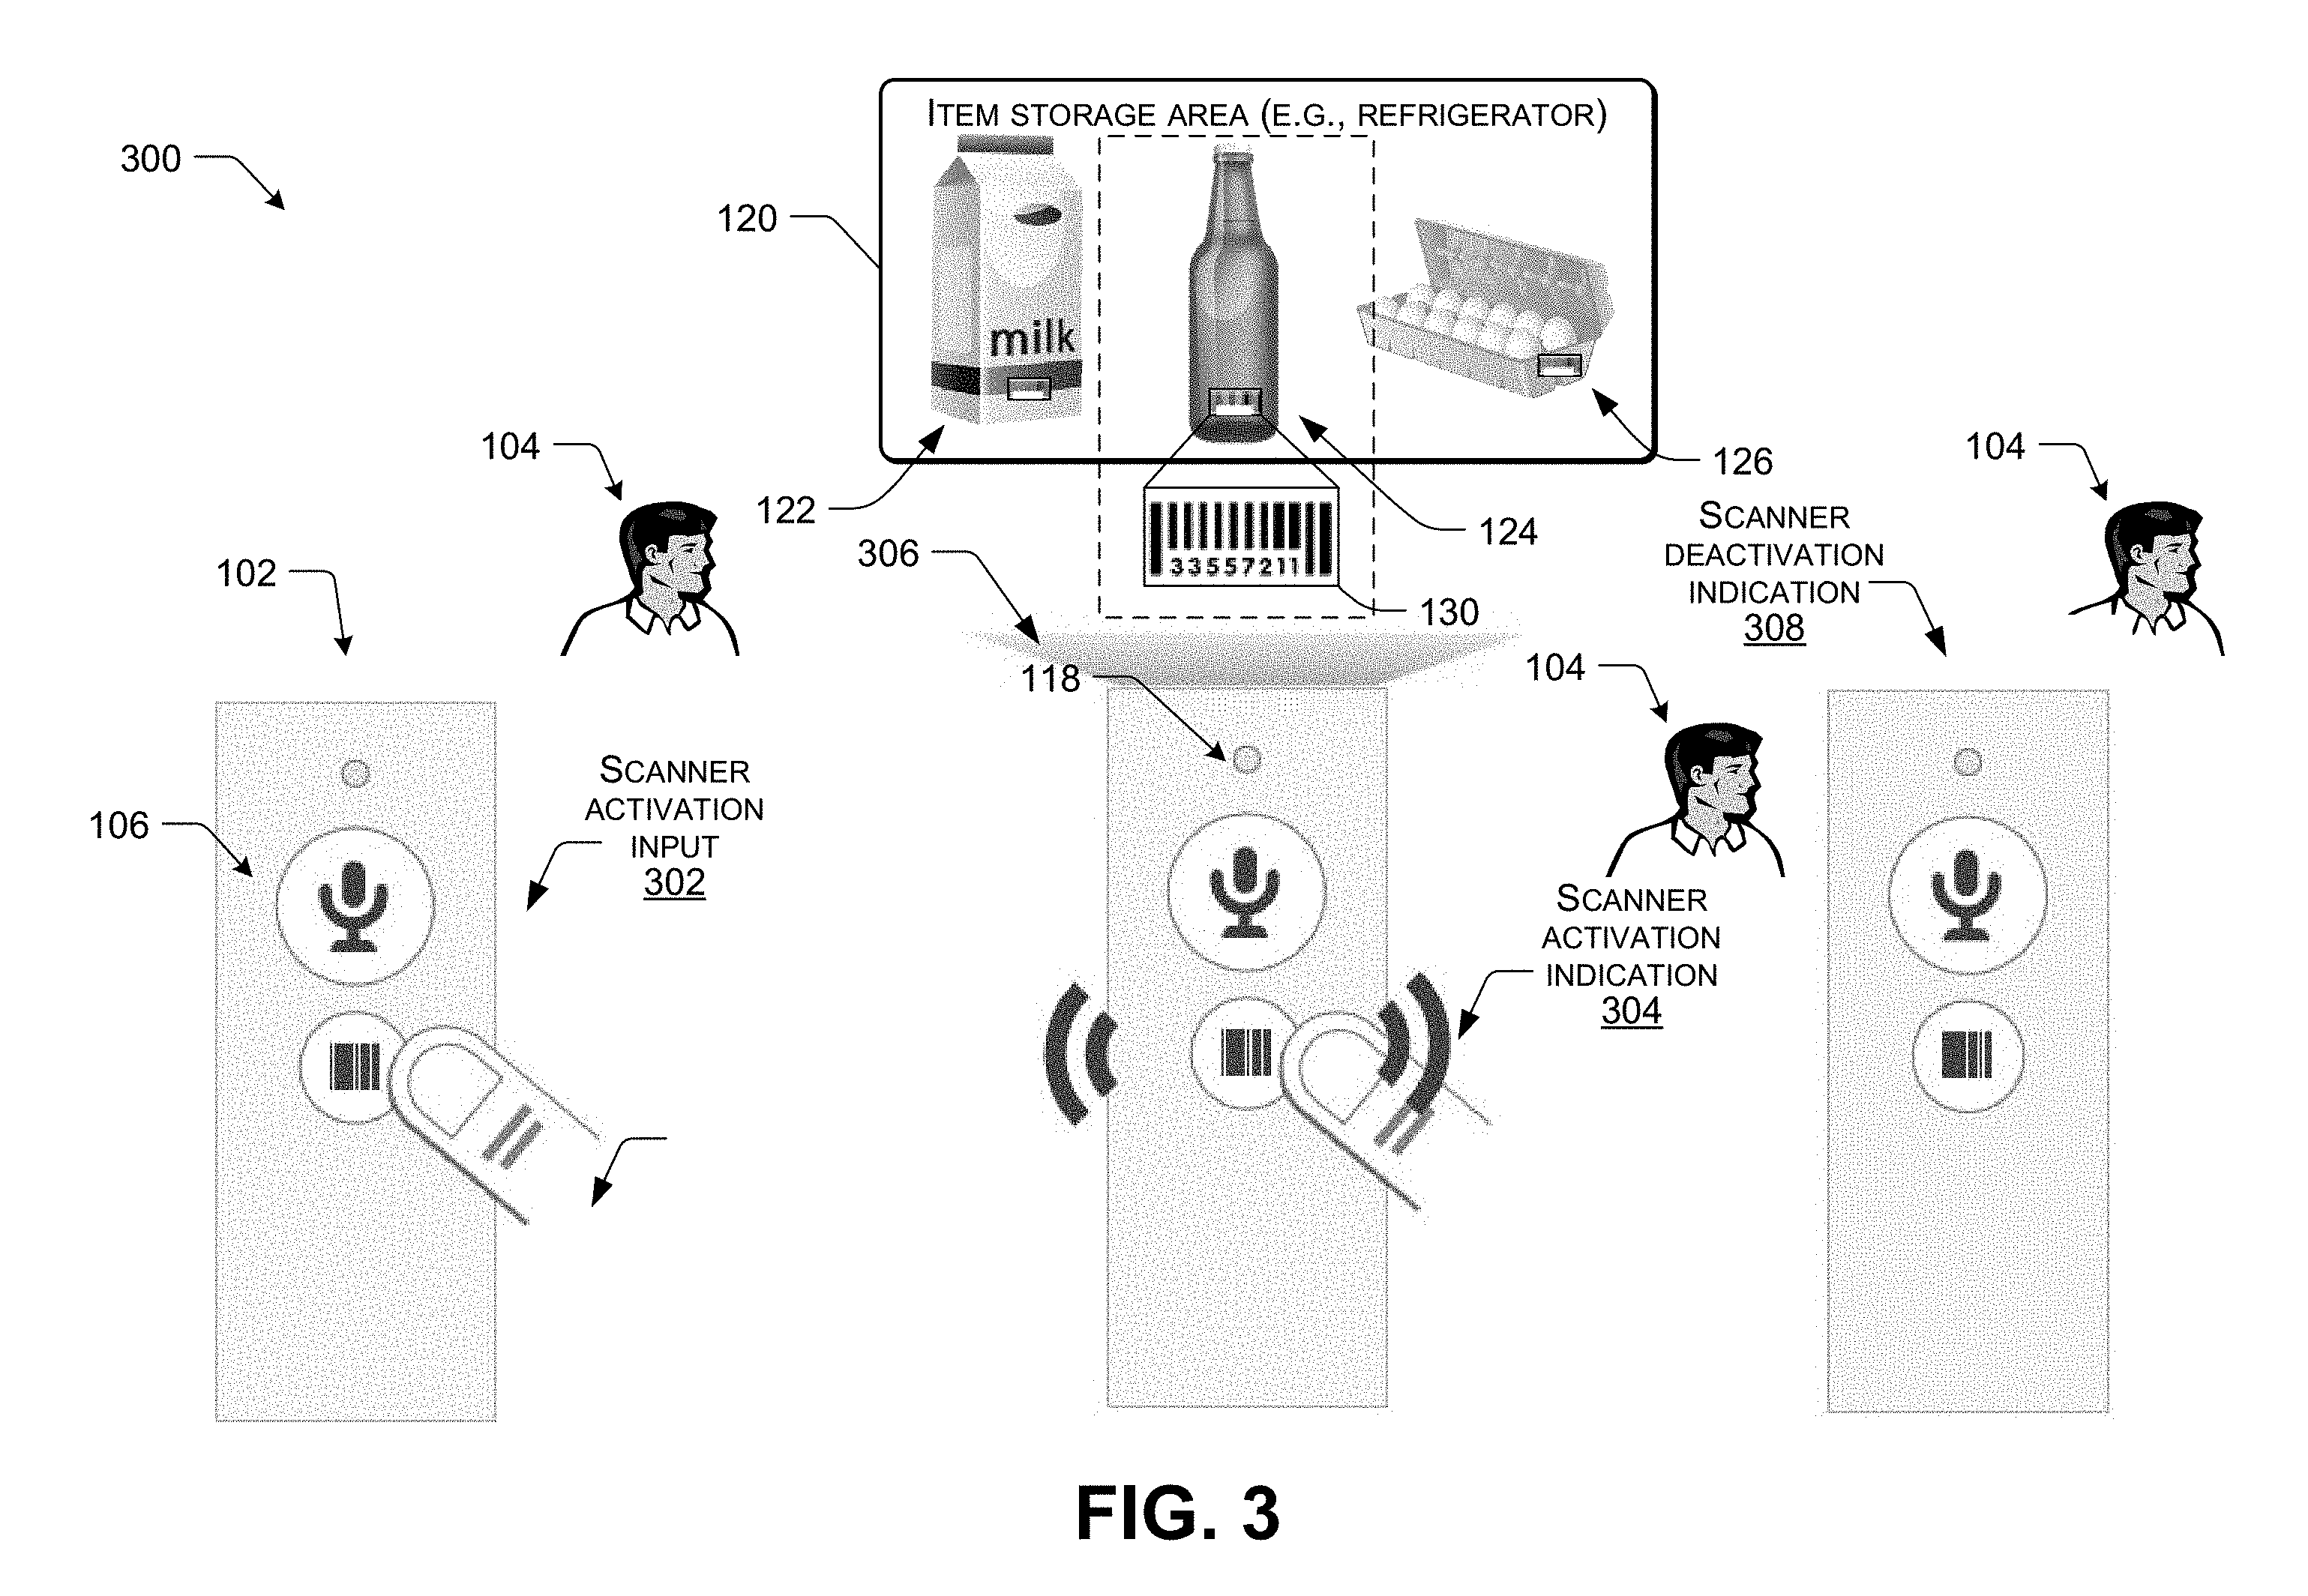 ITEM STORAGE AREA (E.G., REFRIGERATOR)
300
120
milk
104
122
126
104
124
306
33557211
130
102
SCANNER
DEACTIVATION
INDICATION
308
118
104
SCANNER
ACTIVATION
INPUT
302
106
SCANNER
ACTIVATION
INDICATION
304
FIG. 3